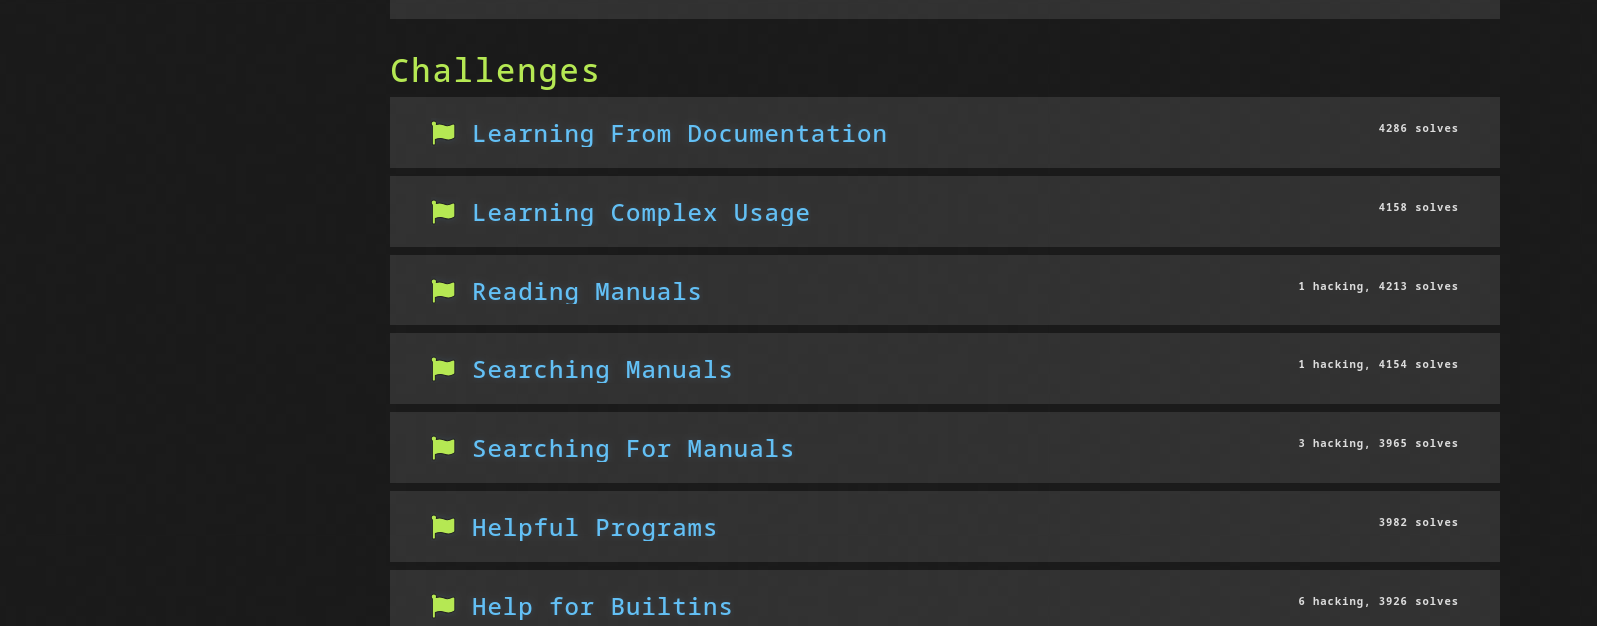 Challenges
Learning From Documentation 4286 solves
Learning Complex Usage 4158 solves
Reading Manuals 1 hacking, 4213 solves
Searching Manuals 1 hacking, 4154 solves
Searching For Manuals 3 hacking, 3965 solves
Helpful Programs 3982 solves
Help for Builtins 6 hacking, 3926 solves